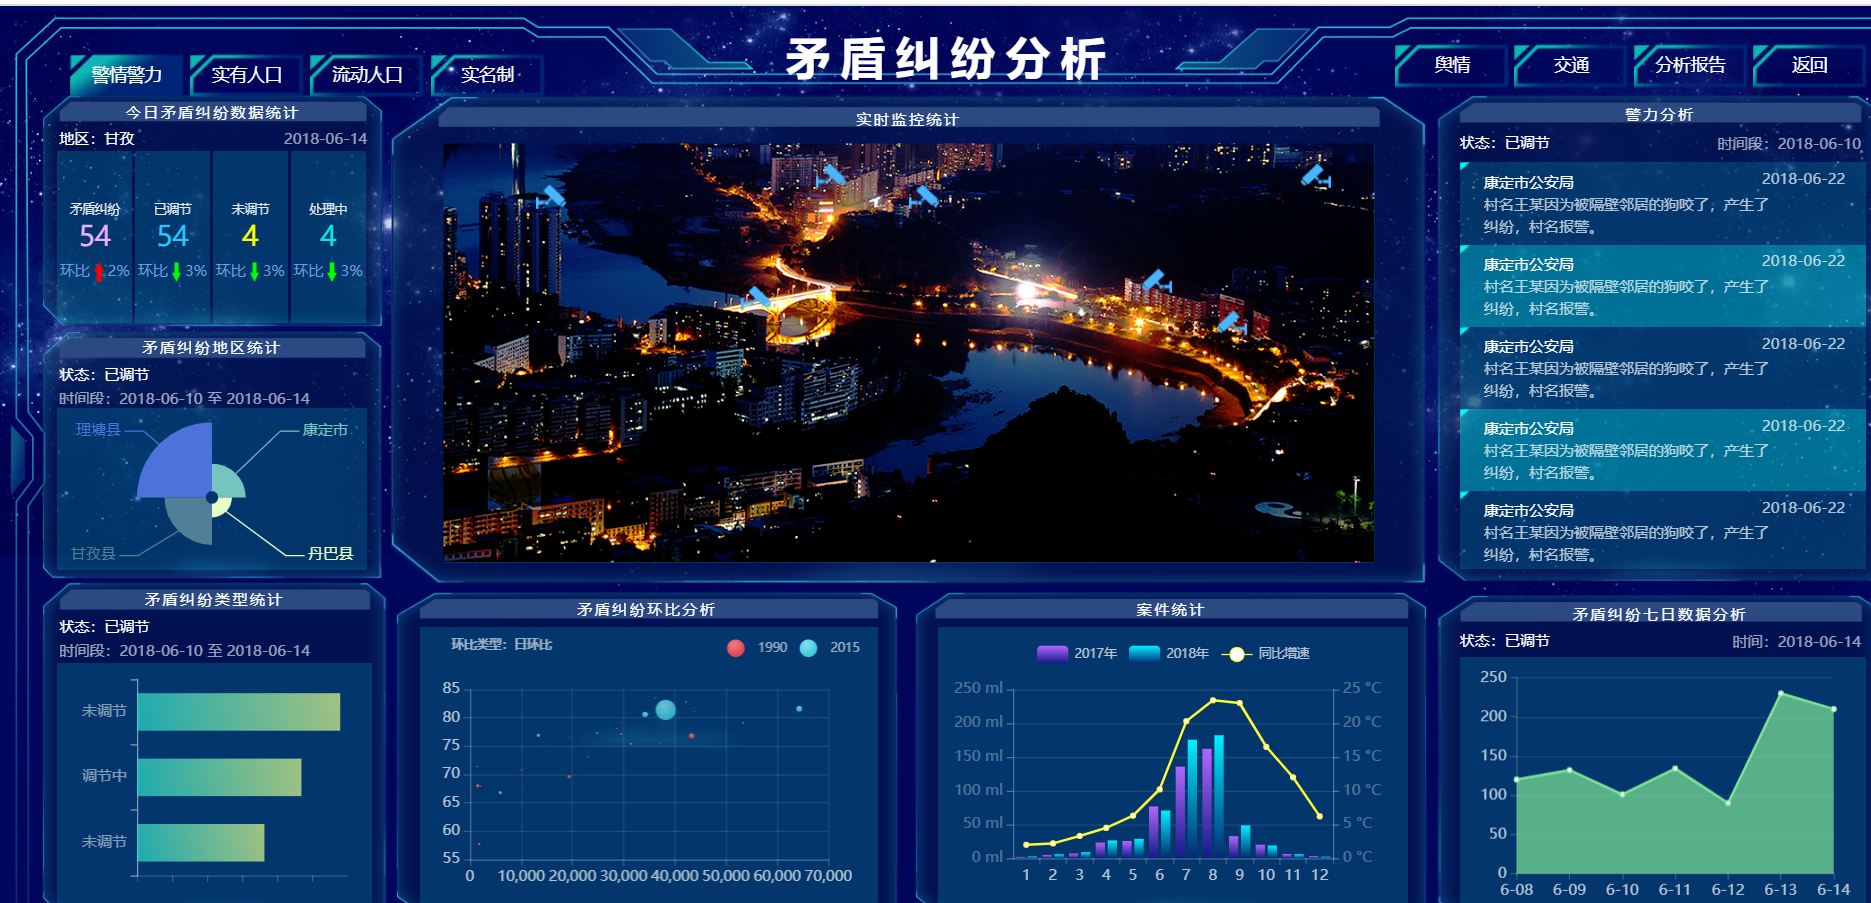 矛盾纠纷分析
警情警力
实有人口
流动人口
实名制
舆情
交通
分析报告
返回
今日矛盾纠纷数据统计
地区：甘孜
2018-06-14
矛盾纠纷
54
环比 2%
已调节
54
环比 3%
未调节
4
环比 3%
处理中
4
环比 3%
矛盾纠纷地区统计
状态：已调节
时间段：2018-06-10 至 2018-06-14
理塘县
康定市
甘孜县
丹巴县
矛盾纠纷类型统计
状态：已调节
时间段：2018-06-10 至 2018-06-14
未调节
调节中
未调节
实时监控统计
矛盾纠纷环比分析
环比类型：日环比
1990
2015
85
80
75
70
65
60
55
0 10,000 20,000 30,000 40,000 50,000 60,000 70,000
案件统计
2017年
2018年
同比增速
250 ml
200 ml
150 ml
100 ml
50 ml
0 ml
25 °C
20 °C
15 °C
10 °C
5 °C
0 °C
1 2 3 4 5 6 7 8 9 10 11 12
警力分析
状态：已调节
时间段：2018-06-10
康定市公安局
2018-06-22
村名王某因为被隔壁邻居的狗咬了，产生了
纠纷，村名报警。
康定市公安局
2018-06-22
村名王某因为被隔壁邻居的狗咬了，产生了
纠纷，村名报警。
康定市公安局
2018-06-22
村名王某因为被隔壁邻居的狗咬了，产生了
纠纷，村名报警。
康定市公安局
2018-06-22
村名王某因为被隔壁邻居的狗咬了，产生了
纠纷，村名报警。
康定市公安局
2018-06-22
村名王某因为被隔壁邻居的狗咬了，产生了
纠纷，村名报警。
矛盾纠纷七日数据分析
状态：已调节
时间：2018-06-14
250
200
150
100
50
0
6-08 6-09 6-10 6-11 6-12 6-13 6-14